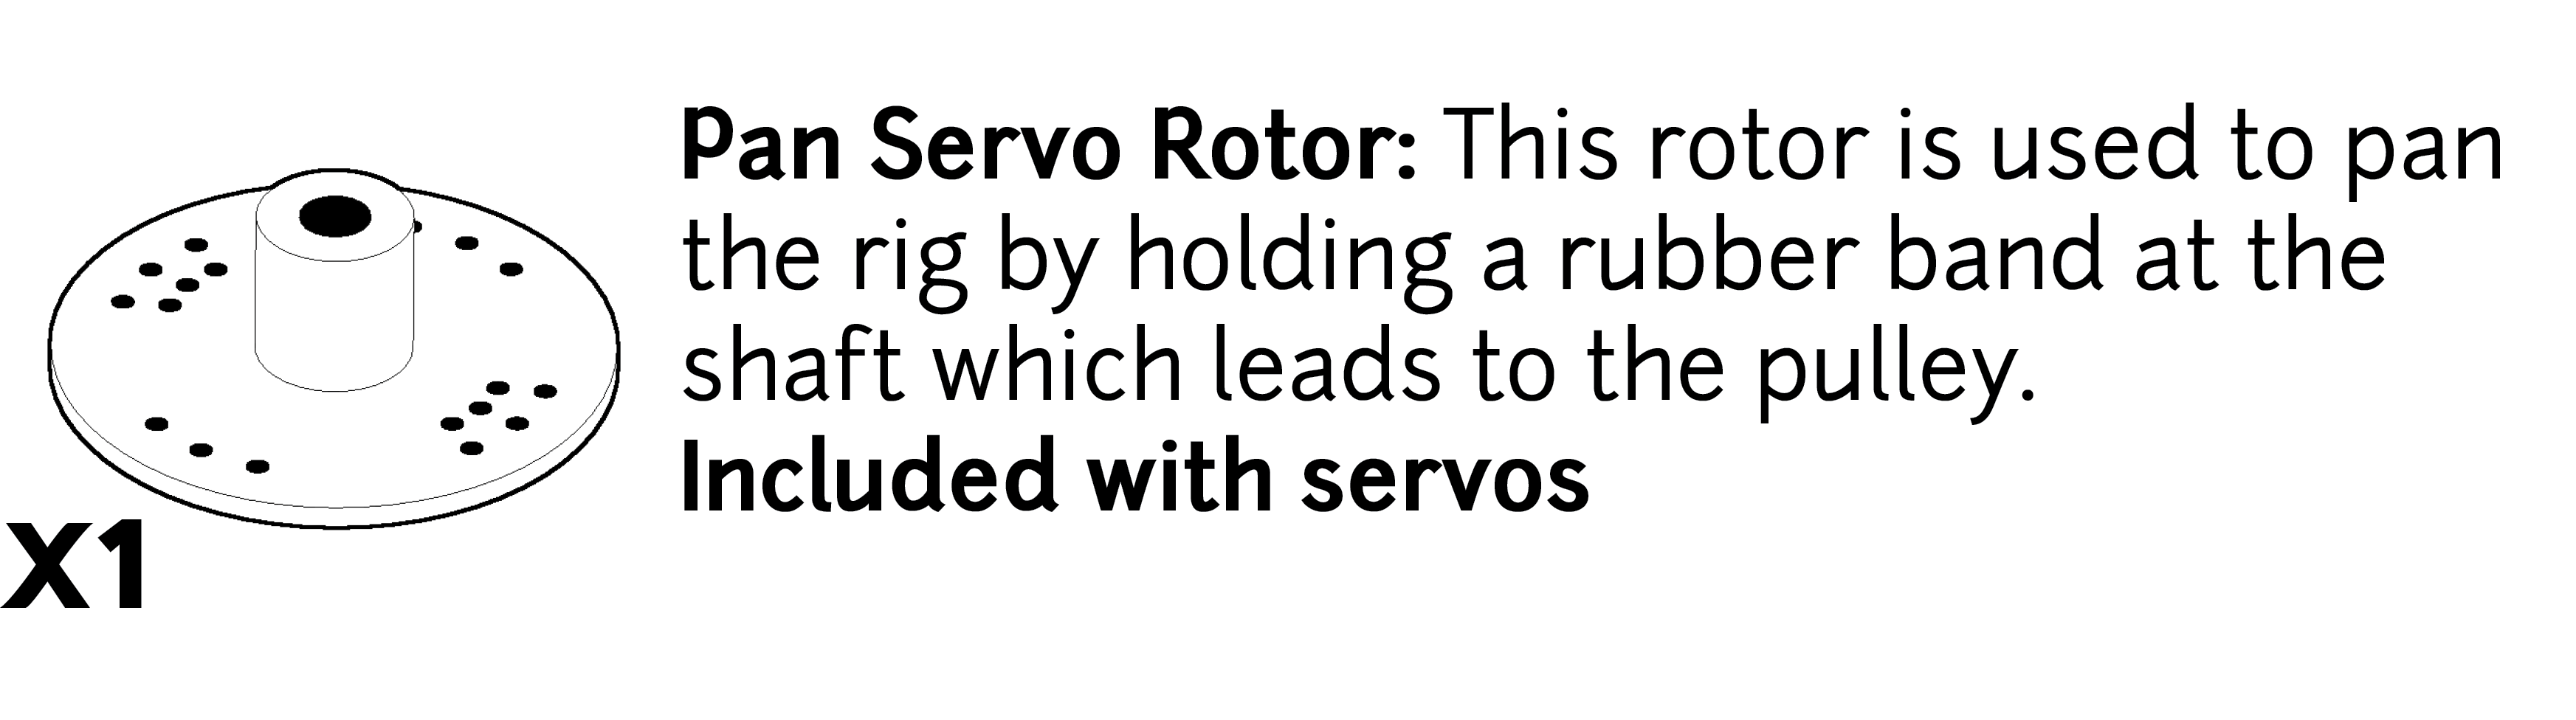 Pan Servo Rotor: This rotor is used to pan
the rig by holding a rubber band at the
shaft which leads to the pulley.
Included with servos
X1